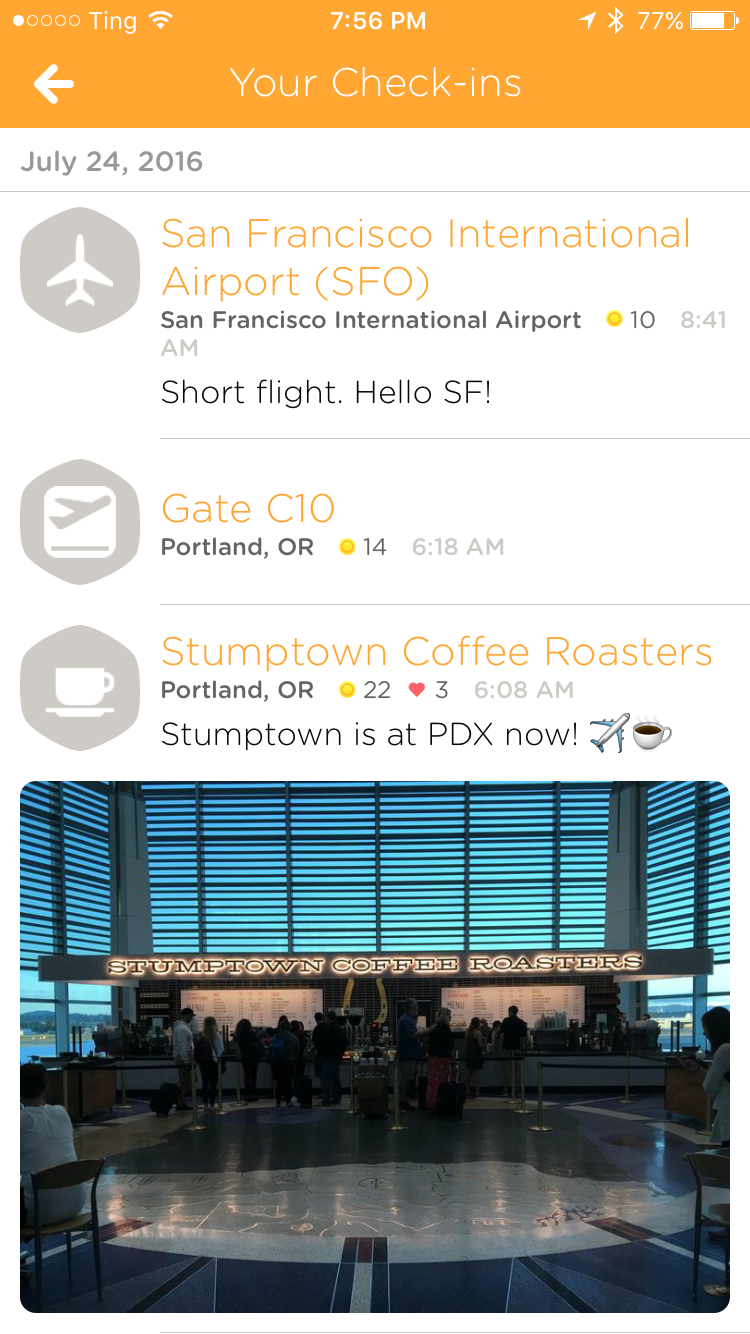 Ting 7:56 PM 77%
Your Check-ins
July 24, 2016
San Francisco International
Airport (SFO)
San Francisco International Airport 10 8:41
AM
Short flight. Hello SF!
Gate C10
Portland, OR 14 6:18 AM
Stumptown Coffee Roasters
Portland, OR 22 3 6:08 AM
Stumptown is at PDX now! ✈️☕
STUMPTOWN COFFEE ROASTERS
MENU
MENU